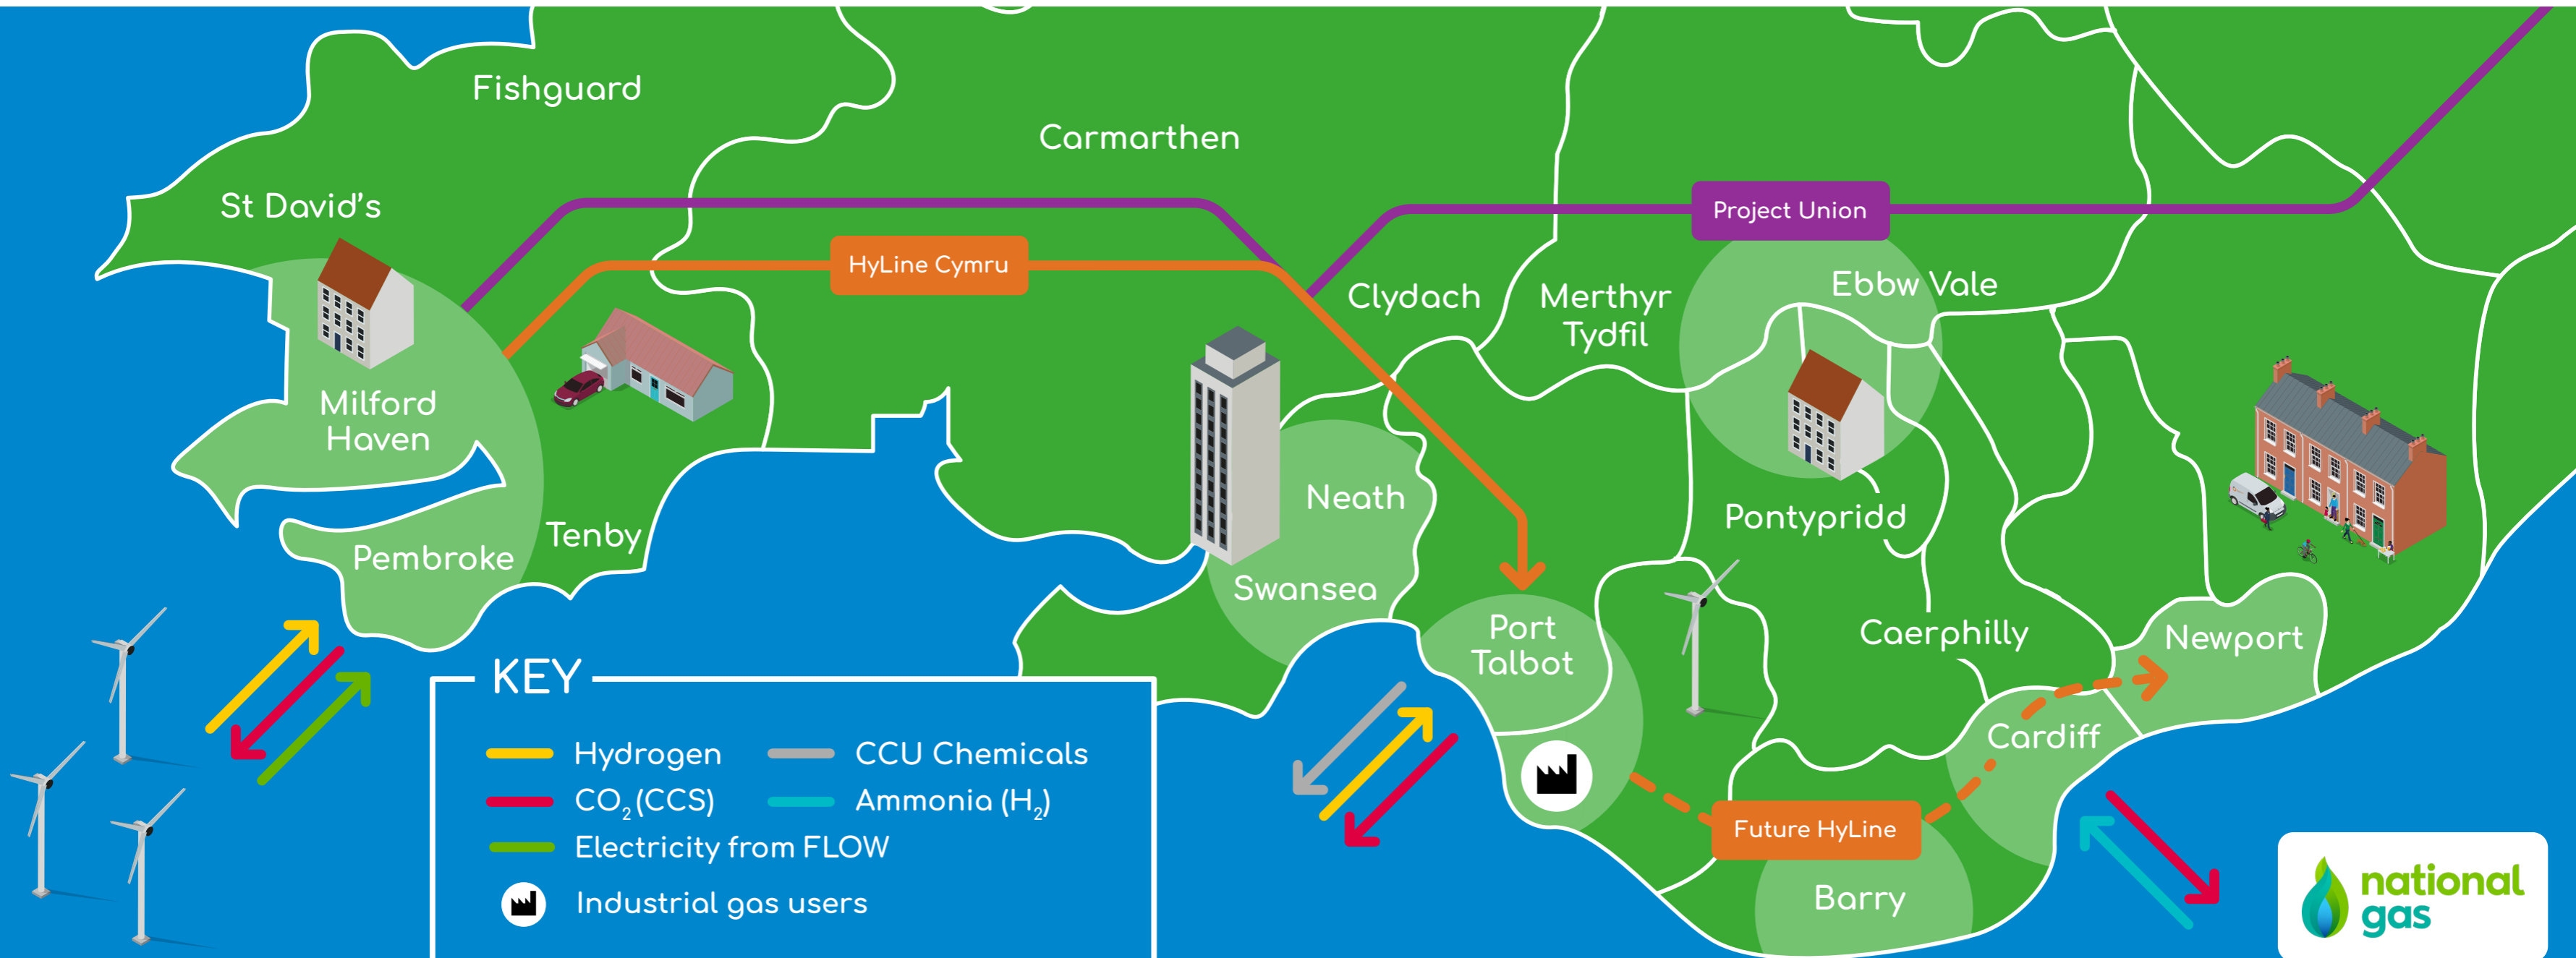 Fishguard
Carmarthen
St David's
Project Union
HyLine Cymru
Clydach
Merthyr
Tydfil
Ebbw Vale
Milford
Haven
Neath
Pontypridd
Tenby
Pembroke
Swansea
Port
Talbot
Caerphilly
Newport
Cardiff
Future HyLine
Barry
KEY
Hydrogen
CCU Chemicals
CO₂ (CCS)
Ammonia (H₂)
Electricity from FLOW
Industrial gas users
national
gas